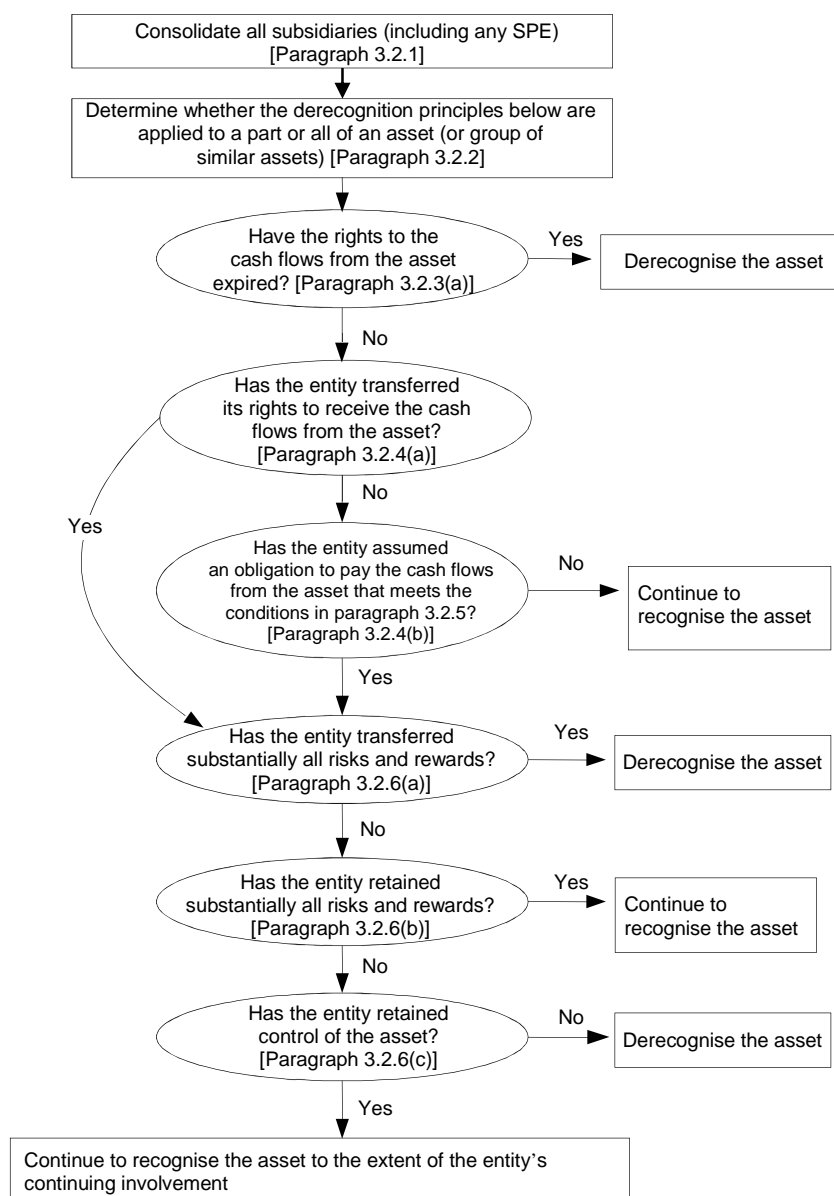 Consolidate all subsidiaries (including any SPE)
[Paragraph 3.2.1]
Determine whether the derecognition principles below are
applied to a part or all of an asset (or group of
similar assets) [Paragraph 3.2.2]
Have the rights to the
cash flows from the asset
expired? [Paragraph 3.2.3(a)]
Yes
Derecognise the asset
No
Has the entity transferred
its rights to receive the cash
flows from the asset?
[Paragraph 3.2.4(a)]
Yes
No
Has the entity assumed
an obligation to pay the cash flows
from the asset that meets the
conditions in paragraph 3.2.5?
[Paragraph 3.2.4(b)]
No
Continue to
recognise the asset
Yes
Has the entity transferred
substantially all risks and rewards?
[Paragraph 3.2.6(a)]
Yes
Derecognise the asset
No
Has the entity retained
substantially all risks and rewards?
[Paragraph 3.2.6(b)]
Yes
Continue to
recognise the asset
No
Has the entity retained
control of the asset?
[Paragraph 3.2.6(c)]
No
Derecognise the asset
Yes
Continue to recognise the asset to the extent of the entity’s
continuing involvement